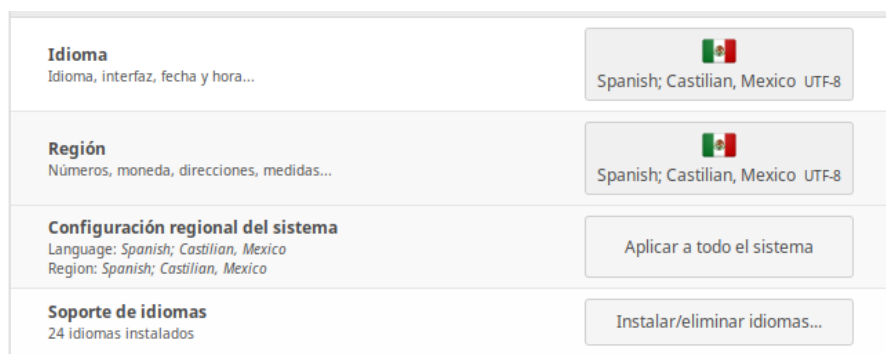 Idioma
Idioma, interfaz, fecha y hora...
Spanish; Castilian, Mexico UTF-8
Región
Números, moneda, direcciones, medidas...
Spanish; Castilian, Mexico UTF-8
Configuración regional del sistema
Language: Spanish; Castilian, Mexico
Region: Spanish; Castilian, Mexico
Aplicar a todo el sistema
Soporte de idiomas
24 idiomas instalados
Instalar/eliminar idiomas...